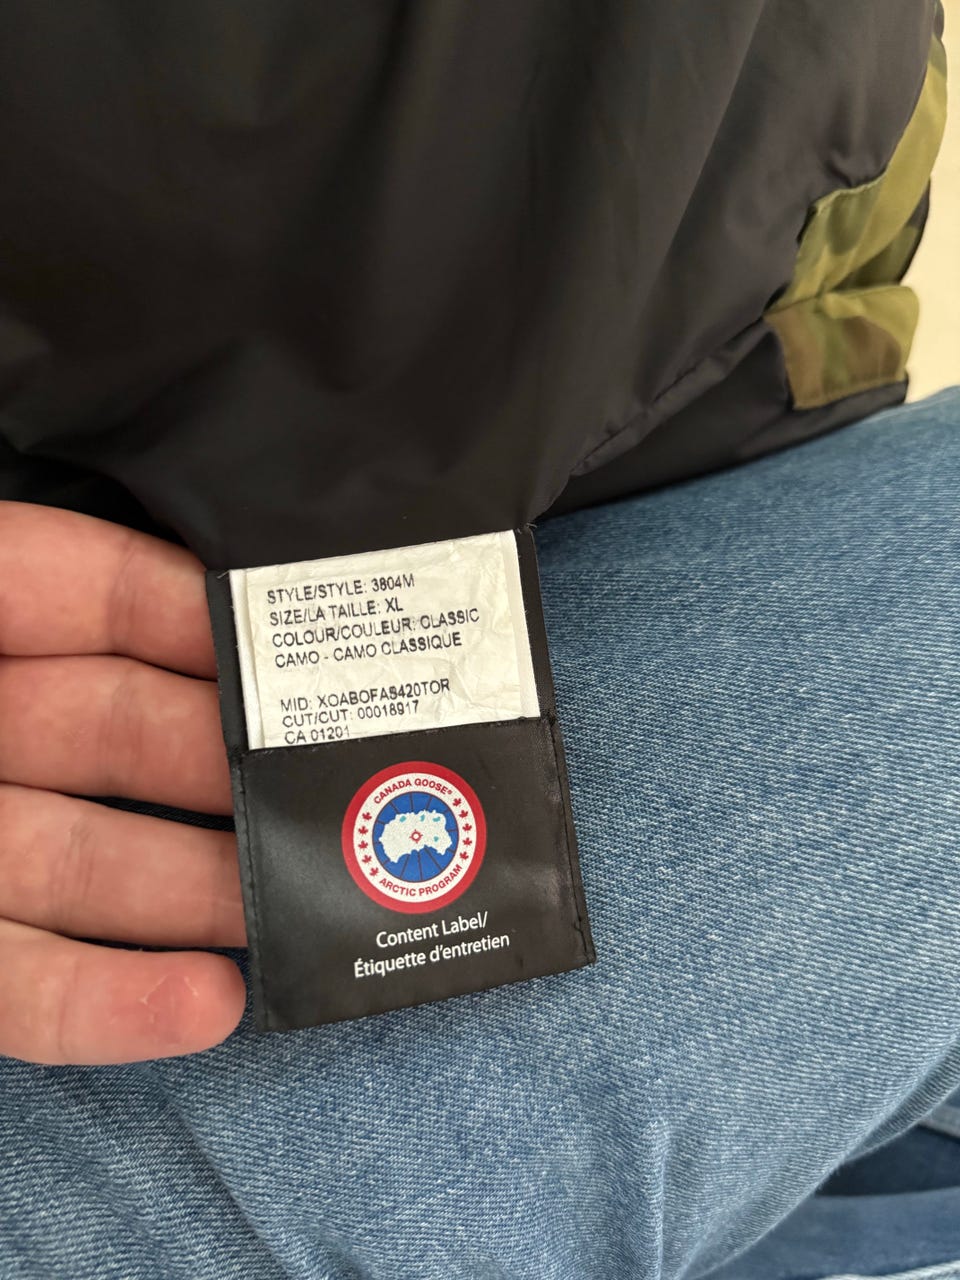 STYLE/STYLE: 3804M
SIZE/LA TAILLE: XL
COLOUR/COULEUR: CLASSIC
CAMO - CAMO CLASSIQUE
MID: XOABOFAS420TOR
CUT/CUT: 00018917
CA 01201
CANADA GOOSE®
ARCTIC PROGRAM
Content Label/
Étiquette d'entretien